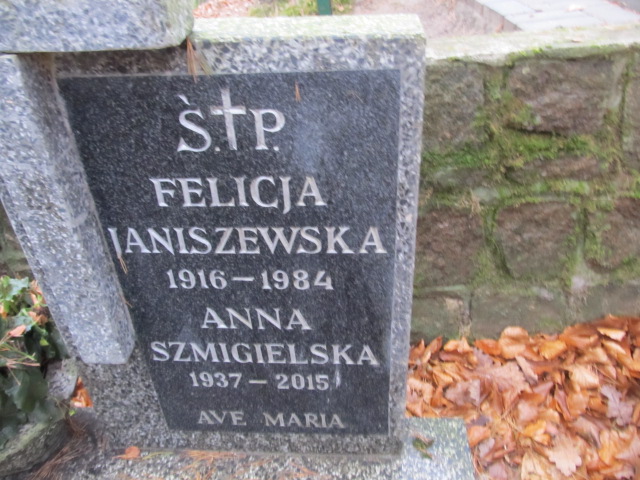 Ś.†P.
FELICJA
JANISZEWSKA
1916 – 1984
ANNA
SZMIGIELSKA
1937 – 2015
AVE MARIA